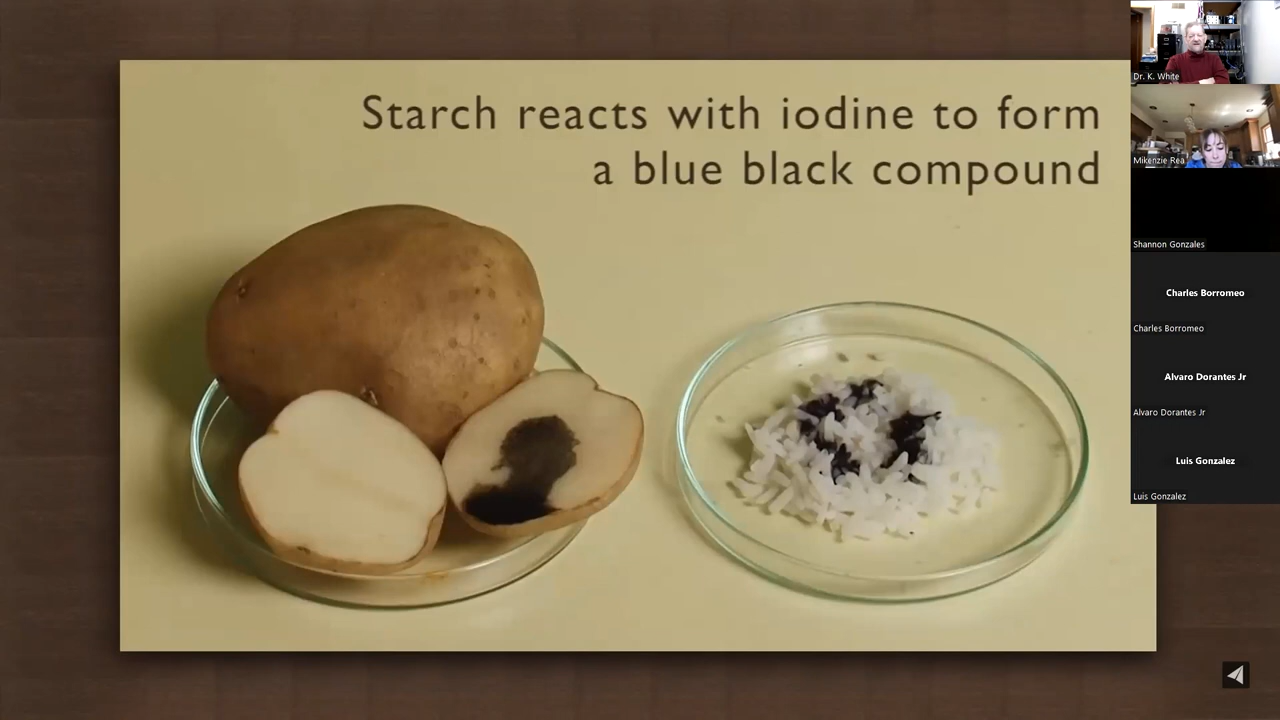 Starch reacts with iodine to form
a blue black compound
Dr. K. White
Mikenzie Rea
Shannon Gonzales
Charles Borromeo
Charles Borromeo
Alvaro Dorantes Jr
Alvaro Dorantes Jr
Luis Gonzalez
Luis Gonzalez